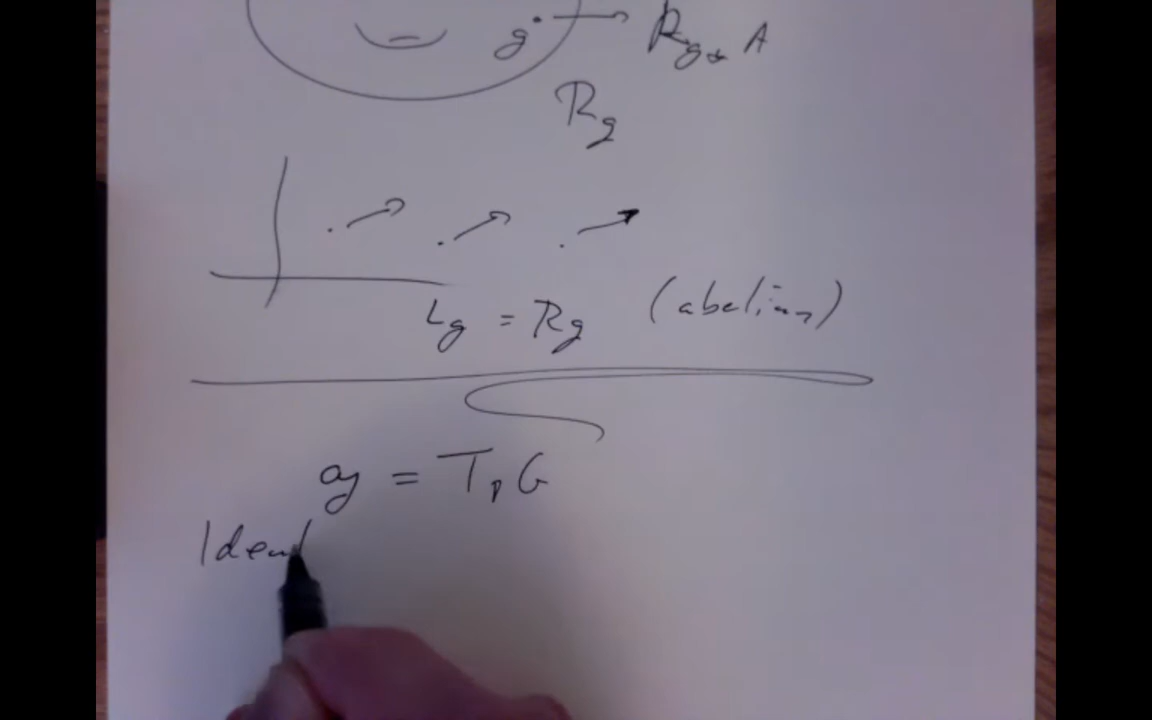 g → R_{g*} A
R_g
L_g = R_g (abelian)
𝔤 = T_1 G
Ident